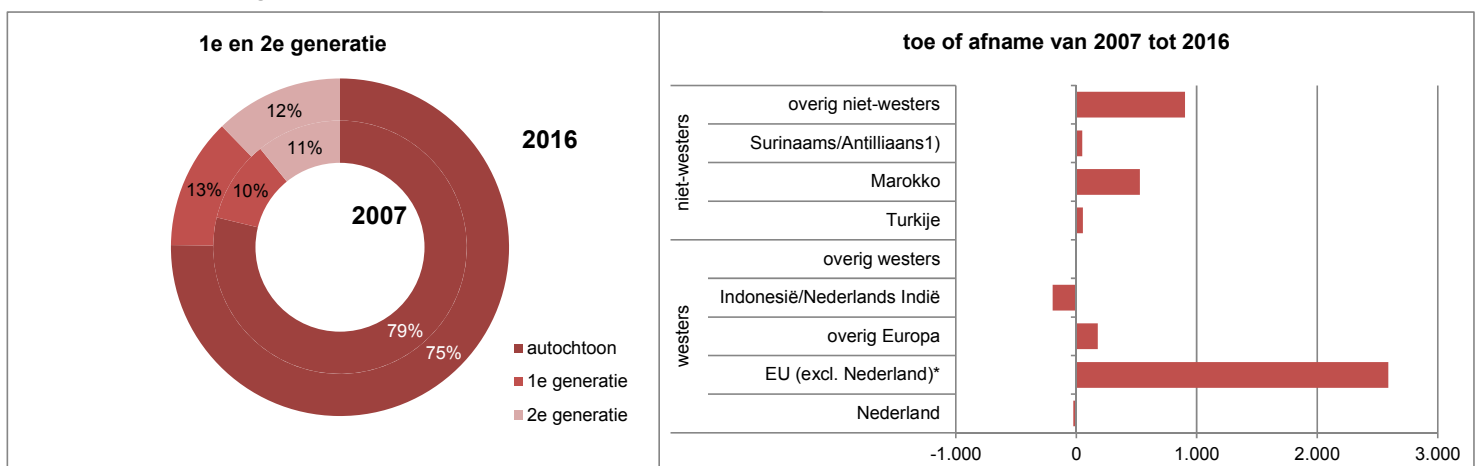 1e en 2e generatie
12%
11%
2016
13%
10%
2007
79%
75%
autochtoon
1e generatie
2e generatie
toe of afname van 2007 tot 2016
niet-westers
overig niet-westers
Surinaams/Antilliaans1)
Marokko
Turkije
westers
overig westers
Indonesië/Nederlands Indië
overig Europa
EU (excl. Nederland)*
Nederland
-1.000 0 1.000 2.000 3.000